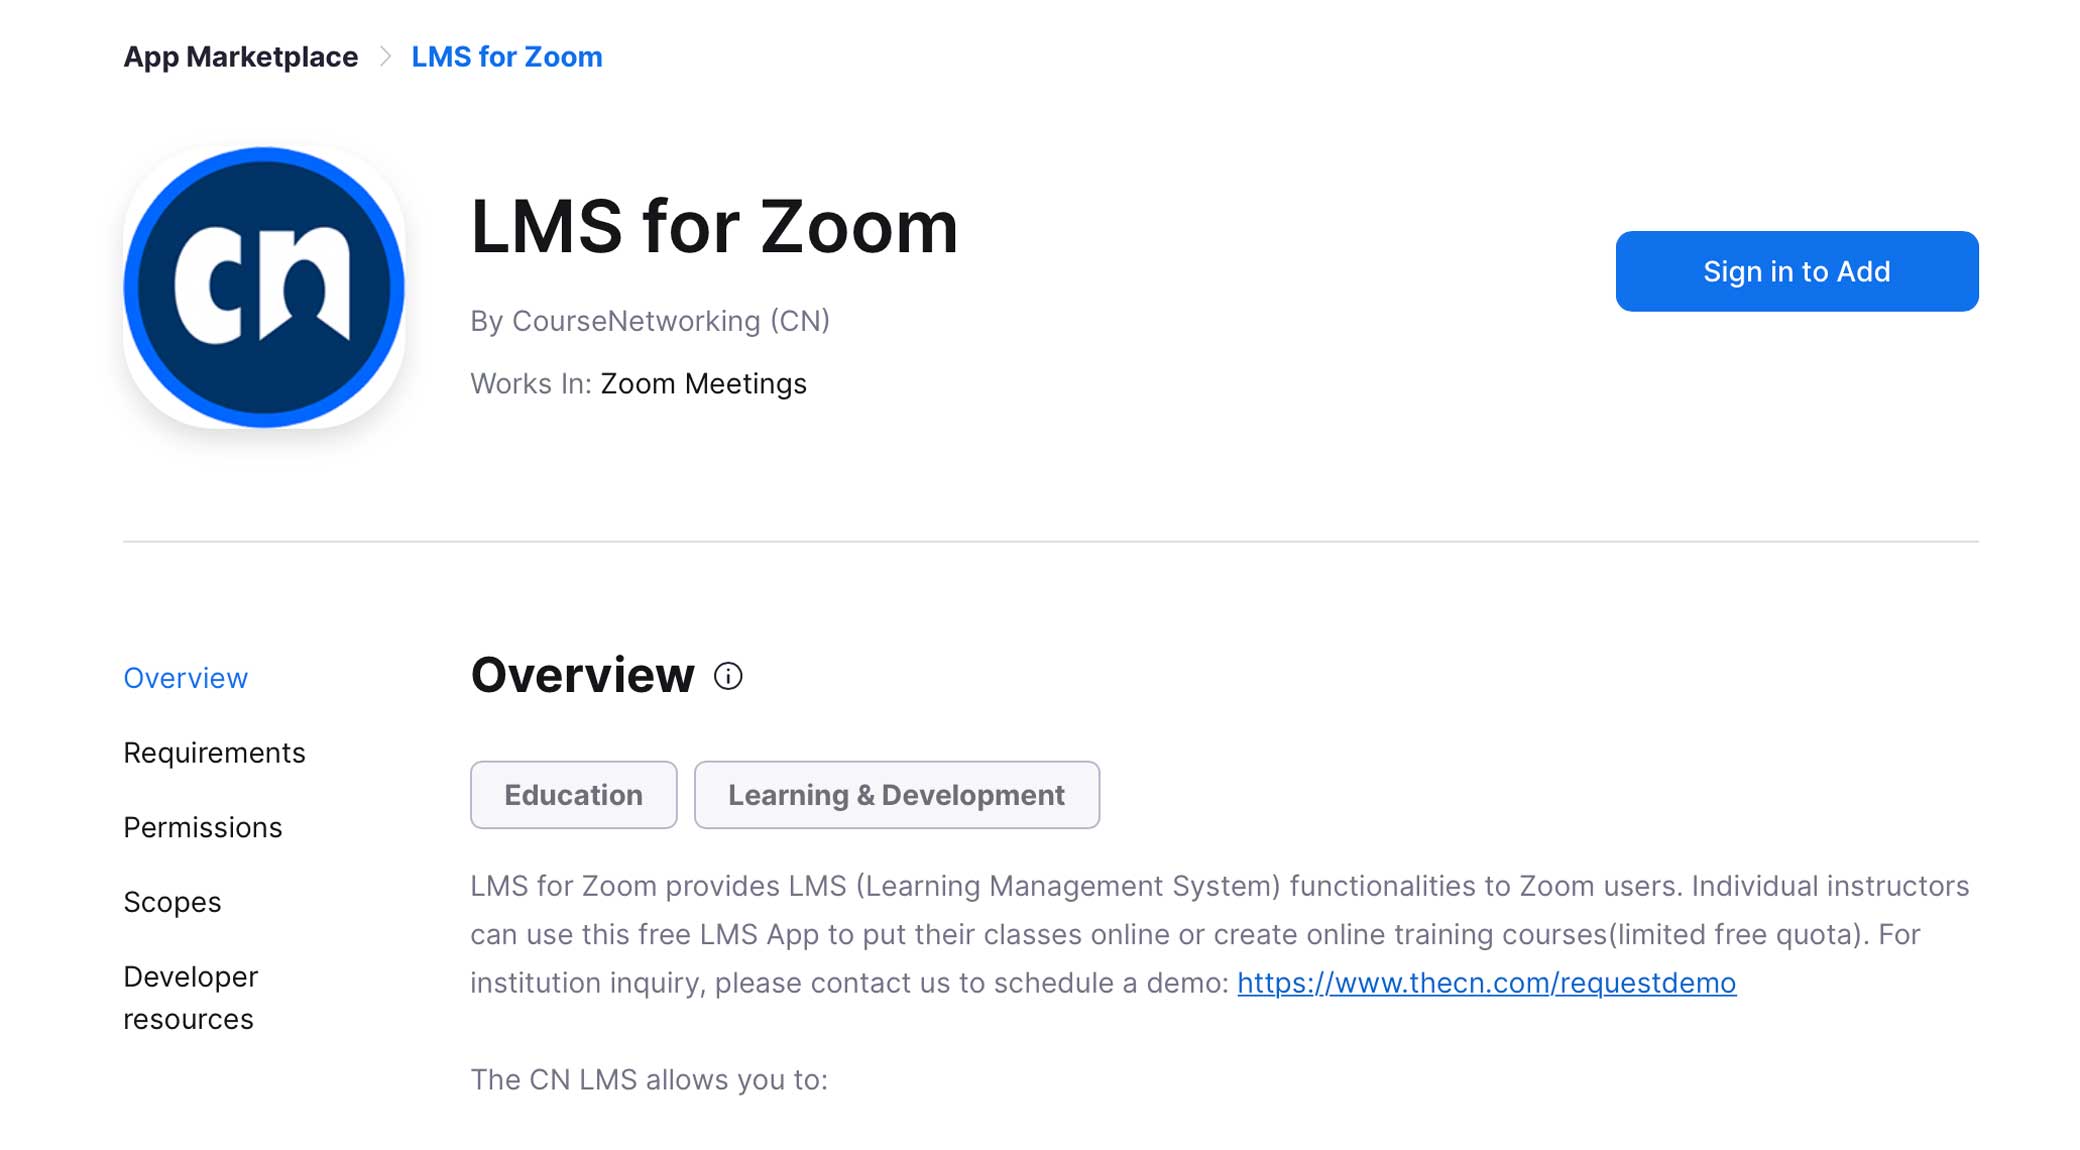 App Marketplace > LMS for Zoom
cn
LMS for Zoom
By CourseNetworking (CN)
Works In: Zoom Meetings
Sign in to Add
Overview
Requirements
Permissions
Scopes
Developer
resources
Overview
Education
Learning & Development
LMS for Zoom provides LMS (Learning Management System) functionalities to Zoom users. Individual instructors
can use this free LMS App to put their classes online or create online training courses(limited free quota). For
institution inquiry, please contact us to schedule a demo: https://www.thecn.com/requestdemo
The CN LMS allows you to: